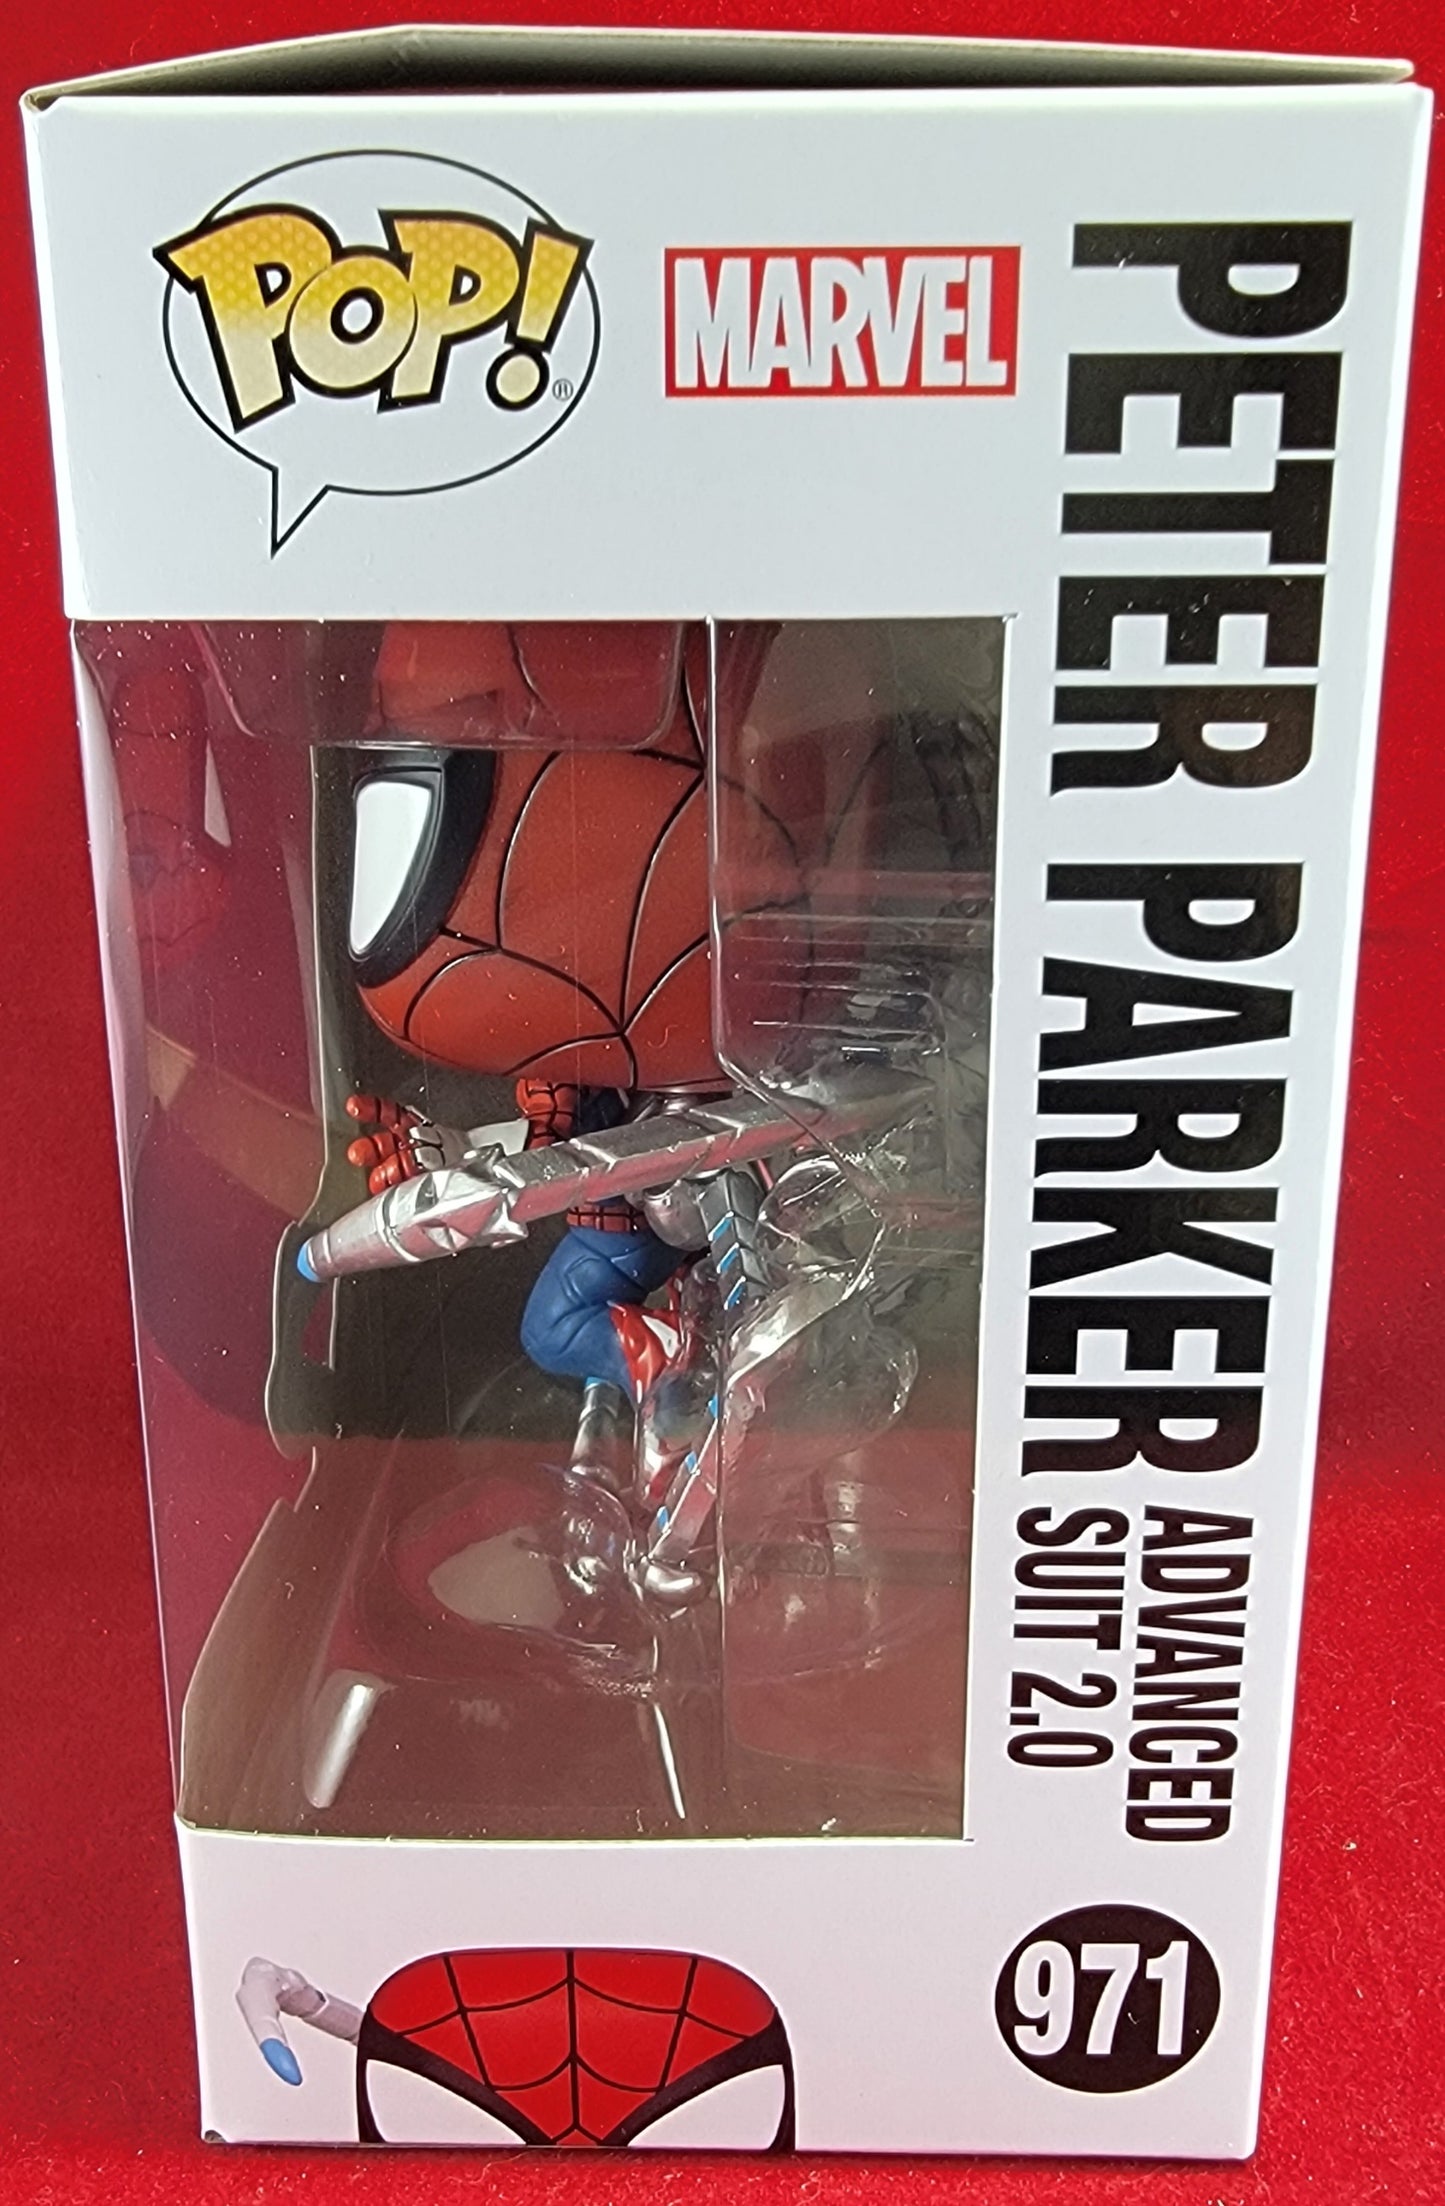 POP!®
MARVEL
PETER PARKER
ADVANCED
SUIT 2.0
971